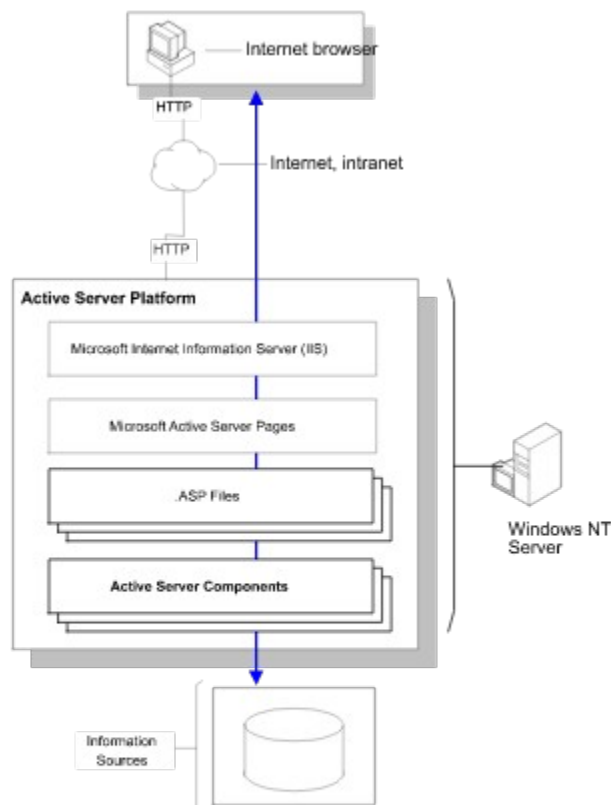 Internet browser
HTTP
Internet, intranet
HTTP
Active Server Platform
Microsoft Internet Information Server (IIS)
Microsoft Active Server Pages
.ASP Files
Active Server Components
Windows NT
Server
Information
Sources